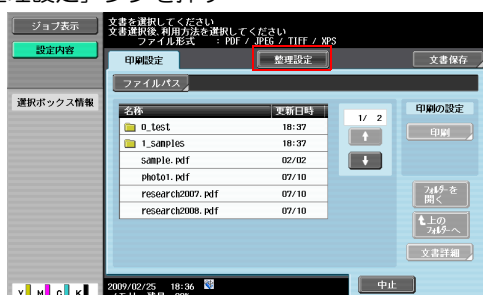 ジョブ表示
設定内容
選択ボックス情報
文書を選択してください
文書選択後、利用方法を選択してください
ファイル形式 : PDF / JPEG / TIFF / XPS
印刷設定
整理設定
文書保存
ファイルパス
名称 更新日時
0_test 18:37
1_samples 18:37
sample.pdf 02/02
photo1.pdf 07/10
research2007.pdf 07/10
research2008.pdf 07/10
1/ 2
印刷の設定
印刷
フォルダーを
開く
上の
フォルダーへ
文書詳細
Y M C K
2009/02/25 18:36
中止